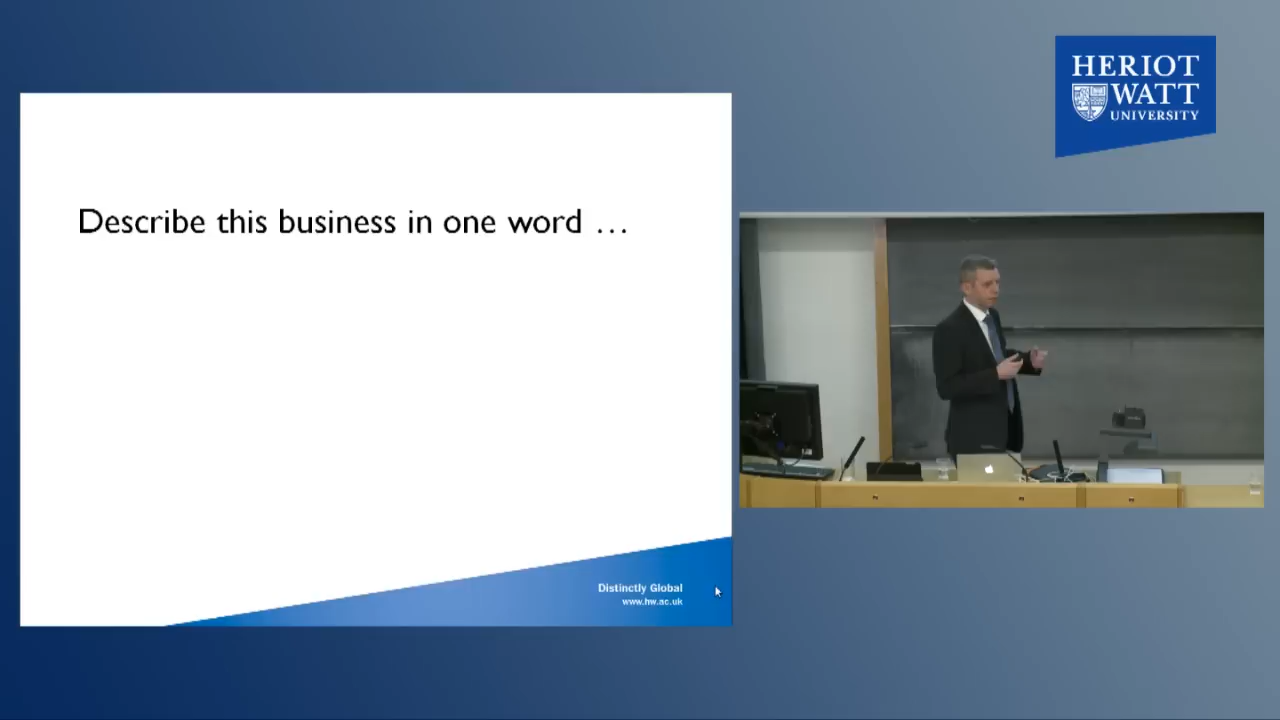 HERIOT
WATT
UNIVERSITY
Describe this business in one word …
Distinctly Global
www.hw.ac.uk